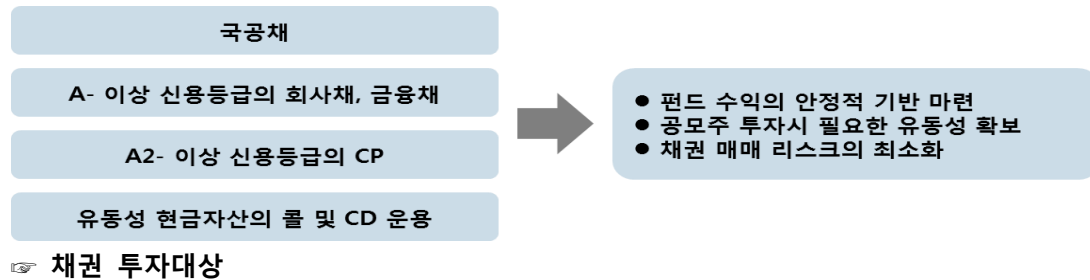 국공채
A- 이상 신용등급의 회사채, 금융채
A2- 이상 신용등급의 CP
유동성 현금자산의 콜 및 CD 운용
● 펀드 수익의 안정적 기반 마련
● 공모주 투자시 필요한 유동성 확보
● 채권 매매 리스크의 최소화
☞ 채권 투자대상